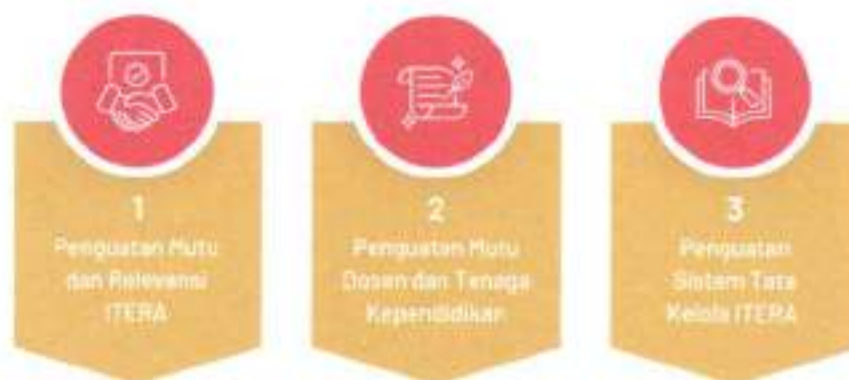 1
Penguatan Mutu
dan Relevansi
ITERA
2
Penguatan Mutu
Dosen dan Tenaga
Kependidikan
3
Penguatan
Sistem Tata
Kelola ITERA